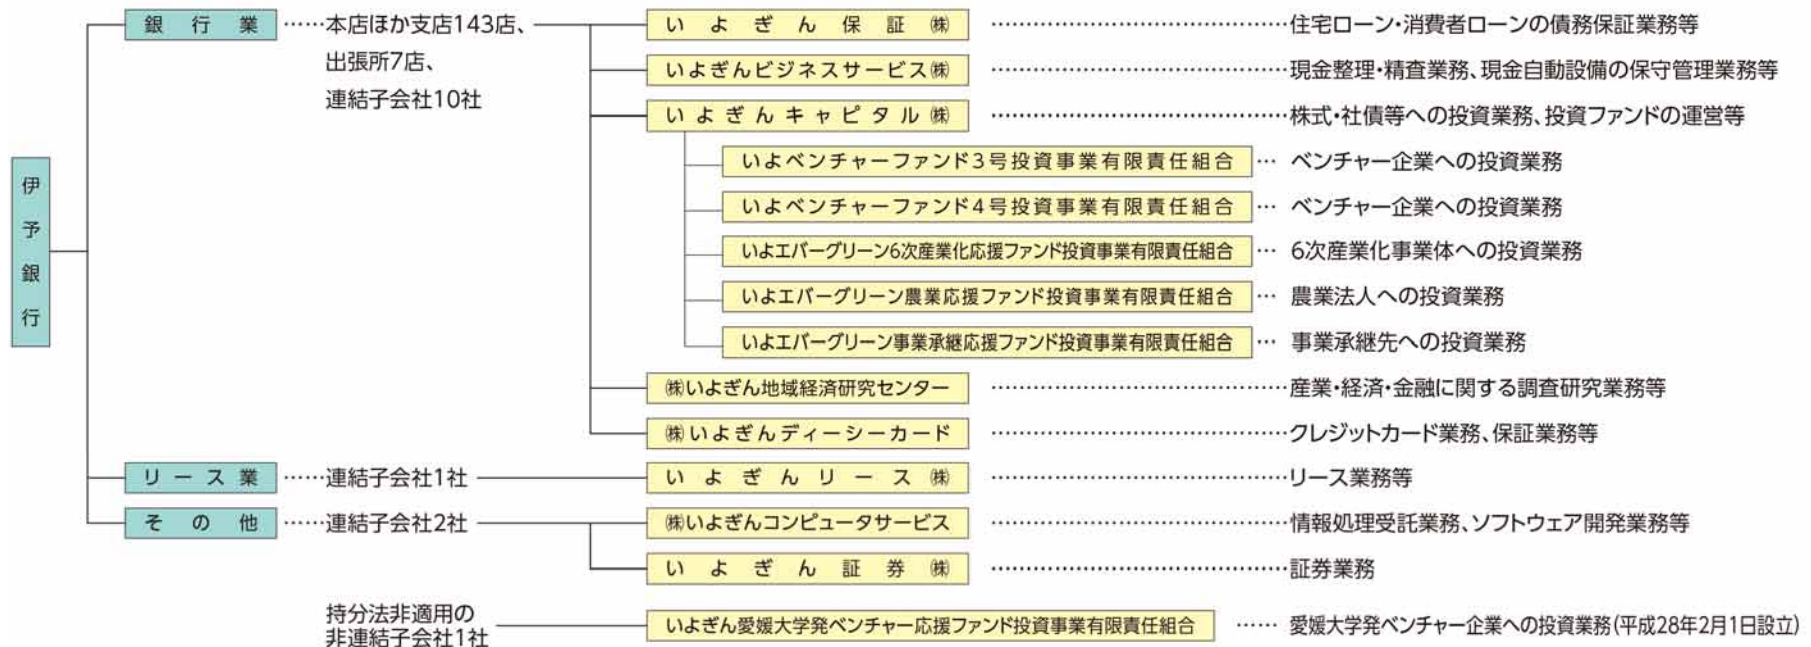 伊予銀行
銀行業……本店ほか支店143店、
出張所7店、
連結子会社10社
いよぎん保証㈱……住宅ローン・消費者ローンの債務保証業務等
いよぎんビジネスサービス㈱……現金整理・精査業務、現金自動設備の保守管理業務等
いよぎんキャピタル㈱……株式・社債等への投資業務、投資ファンドの運営等
いよベンチャーファンド3号投資事業有限責任組合… ベンチャー企業への投資業務
いよベンチャーファンド4号投資事業有限責任組合… ベンチャー企業への投資業務
いよエバーグリーン6次産業化応援ファンド投資事業有限責任組合… 6次産業化事業体への投資業務
いよエバーグリーン農業応援ファンド投資事業有限責任組合… 農業法人への投資業務
いよエバーグリーン事業承継応援ファンド投資事業有限責任組合… 事業承継先への投資業務
㈱いよぎん地域経済研究センター……産業・経済・金融に関する調査研究業務等
㈱いよぎんディーシーカード……クレジットカード業務、保証業務等
リース業……連結子会社1社 いよぎんリース㈱……リース業務等
その他……連結子会社2社 ㈱いよぎんコンピュータサービス……情報処理受託業務、ソフトウェア開発業務等
いよぎん証券㈱……証券業務
持分法非適用の
非連結子会社1社
いよぎん愛媛大学発ベンチャー応援ファンド投資事業有限責任組合……愛媛大学発ベンチャー企業への投資業務(平成28年2月1日設立)